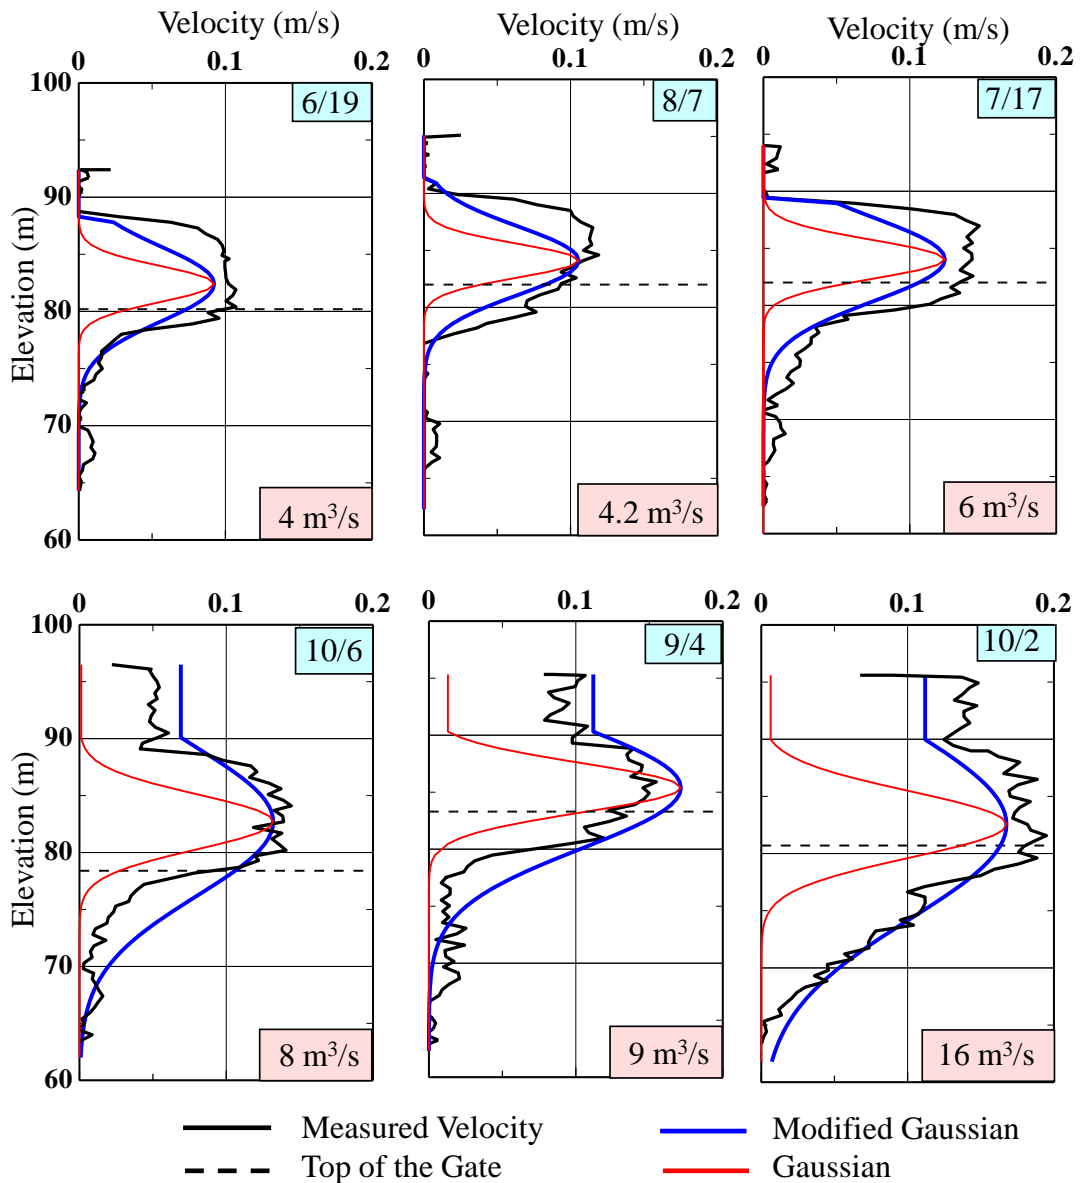 Velocity (m/s) Velocity (m/s) Velocity (m/s)
0 0.1 0.2 0 0.1 0.2 0 0.1 0.2
100
90
80
70
60
Elevation (m)
6/19 8/7 7/17
4 m³/s 4.2 m³/s 6 m³/s
0 0.1 0.2 0 0.1 0.2 0 0.1 0.2
100
90
80
70
60
Elevation (m)
10/6 9/4 10/2
8 m³/s 9 m³/s 16 m³/s
Measured Velocity Modified Gaussian
Top of the Gate Gaussian